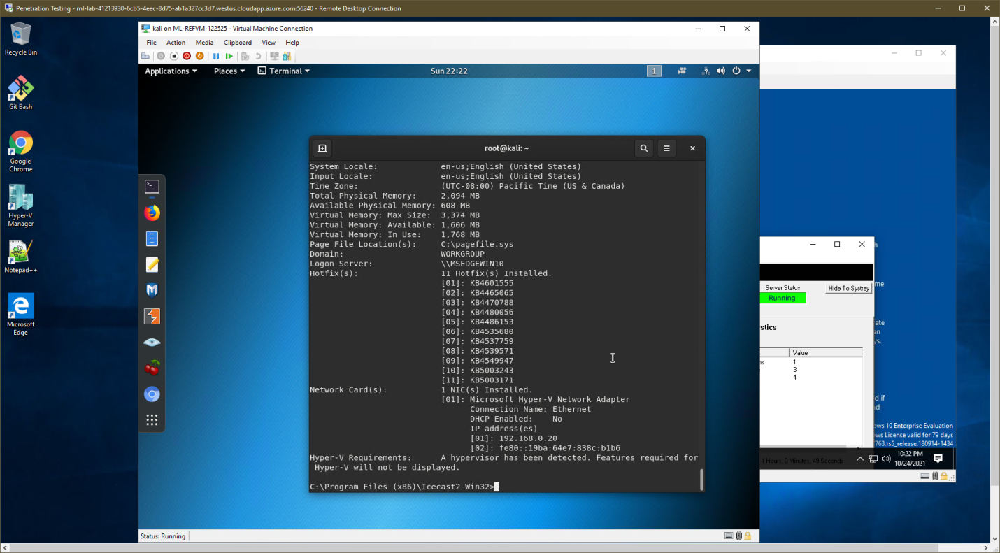 Penetration Testing - ml-lab-41213930-6cb5-4eec-8d75-ab1a327cc3d7.westus.cloudapp.azure.com:56240 - Remote Desktop Connection
Recycle Bin
Git Bash
Google
Chrome
Hyper-V
Manager
Notepad++
Microsoft
Edge
kali on ML-REFVM-122525 - Virtual Machine Connection
File Action Media Clipboard View Help
Applications Places Terminal Sun 22:22 1
root@kali: ~
System Locale: en-us;English (United States)
Input Locale: en-us;English (United States)
Time Zone: (UTC-08:00) Pacific Time (US & Canada)
Total Physical Memory: 2,094 MB
Available Physical Memory: 608 MB
Virtual Memory: Max Size: 3,374 MB
Virtual Memory: Available: 1,606 MB
Virtual Memory: In Use: 1,768 MB
Page File Location(s): C:\pagefile.sys
Domain: WORKGROUP
Logon Server: \\MSEDGEWIN10
Hotfix(s): 11 Hotfix(s) Installed.
[01]: KB4601555
[02]: KB4465065
[03]: KB4470788
[04]: KB4480056
[05]: KB4486153
[06]: KB4535680
[07]: KB4537759
[08]: KB4539571
[09]: KB4549947
[10]: KB5003243
[11]: KB5003171
Network Card(s): 1 NIC(s) Installed.
[01]: Microsoft Hyper-V Network Adapter
Connection Name: Ethernet
DHCP Enabled: No
IP address(es)
[01]: 192.168.0.20
[02]: fe80::19ba:64e7:838c:b1b6
Hyper-V Requirements: A hypervisor has been detected. Features required for
Hyper-V will not be displayed.
C:\Program Files (x86)\Icecast2 Win32>
Status: Running
Server Status
Running
Hide To Systray
stics
Value
ns 1
3
4
h
me
ate
an
ys.
d if
nd
ows 10 Enterprise Evaluation
ws License valid for 79 days
763.rs5_release.180914-1434
1 Hours, 0 Minutes, 49 Seconds
10:22 PM
10/24/2021